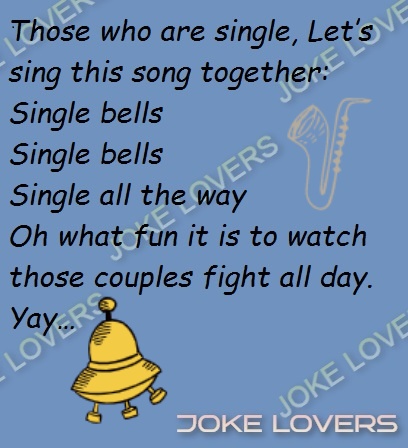 Those who are single, Let's
sing this song together:
Single bells
Single bells
Single all the way
Oh what fun it is to watch
those couples fight all day.
Yay...
JOKE LOVERS
JOKE LOVERS
JOKE LOVERS
JOKE LOVERS
JOKE LOVERS